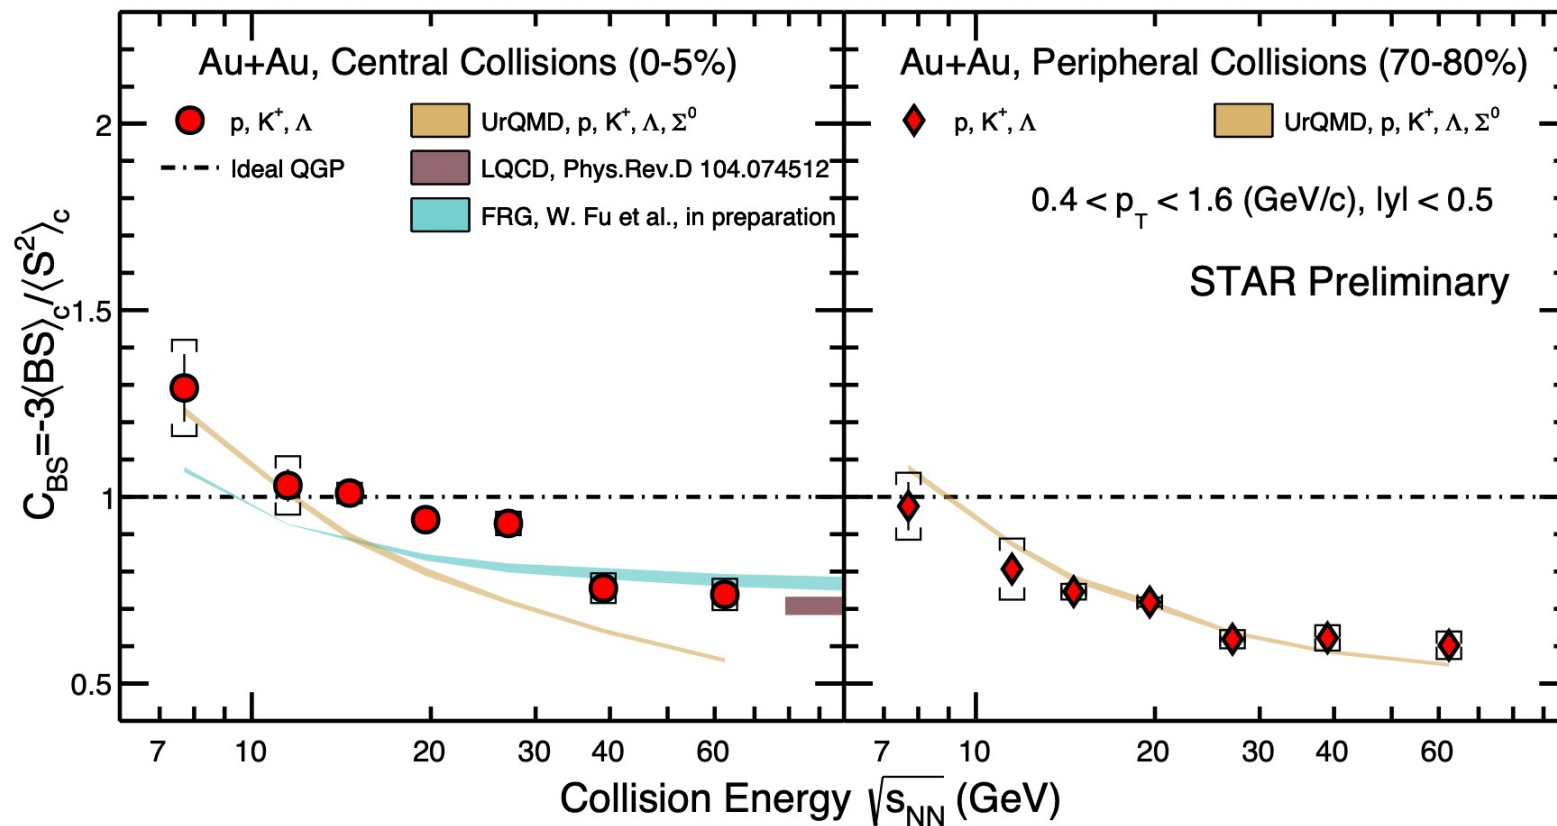 Au+Au, Central Collisions (0-5%)
p, K⁺, Λ
Ideal QGP
UrQMD, p, K⁺, Λ, Σ⁰
LQCD, Phys.Rev.D 104.074512
FRG, W. Fu et al., in preparation
Au+Au, Peripheral Collisions (70-80%)
p, K⁺, Λ
UrQMD, p, K⁺, Λ, Σ⁰
0.4 < p_T < 1.6 (GeV/c), |y| < 0.5
STAR Preliminary
C_BS=-3⟨BS⟩_c/⟨S²⟩_c
2
1.5
1
0.5
7 10 20 30 40 60
7 10 20 30 40 60
Collision Energy √s_NN (GeV)